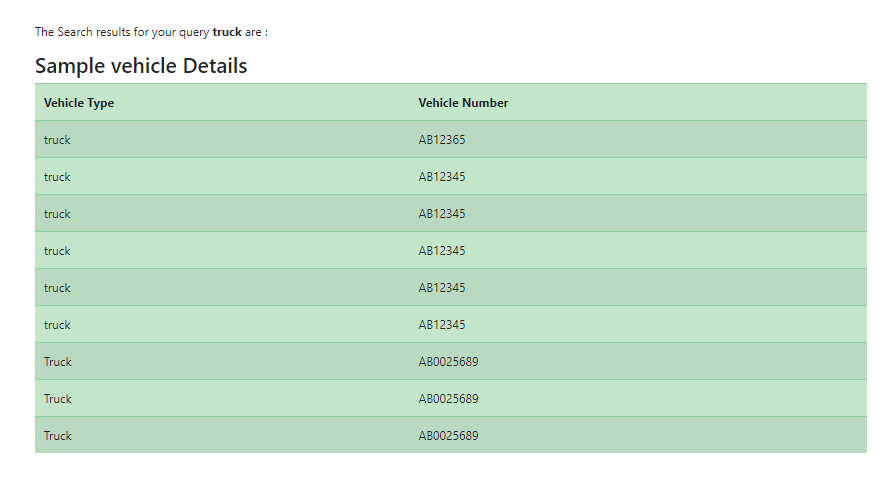 The Search results for your query truck are :
Sample vehicle Details
Vehicle Type Vehicle Number
truck AB12365
truck AB12345
truck AB12345
truck AB12345
truck AB12345
truck AB12345
Truck AB0025689
Truck AB0025689
Truck AB0025689